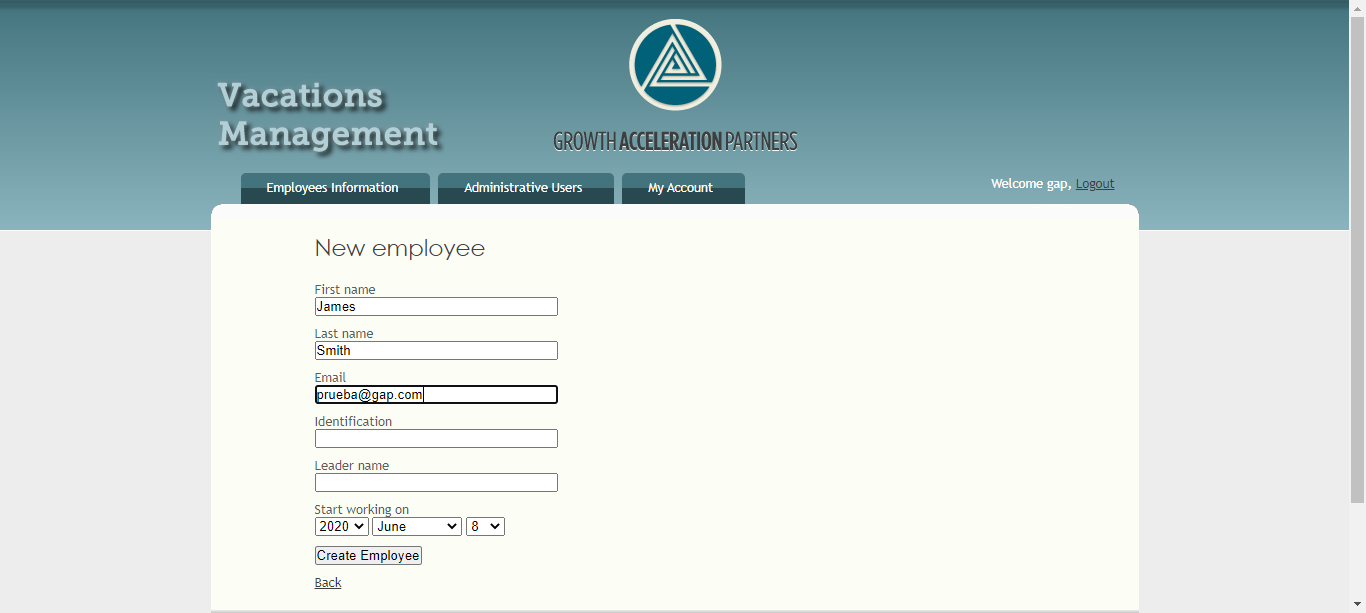 Vacations
Management
GROWTH ACCELERATION PARTNERS
Employees Information Administrative Users My Account
Welcome gap, Logout
New employee
First name
James
Last name
Smith
Email
prueba@gap.com
Identification
Leader name
Start working on
2020 June 8
Create Employee
Back